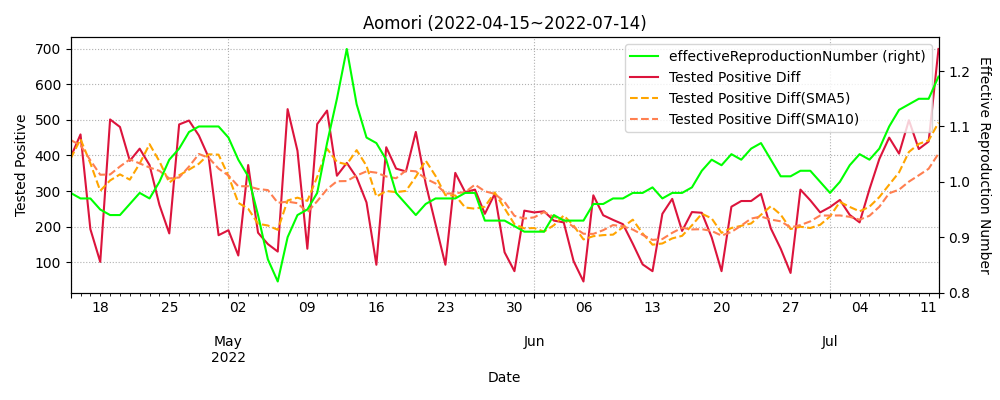 Aomori (2022-04-15~2022-07-14)
effectiveReproductionNumber (right)
Tested Positive Diff
Tested Positive Diff(SMA5)
Tested Positive Diff(SMA10)
Tested Positive
700
600
500
400
300
200
100
Effective Reproduction Number
1.2
1.1
1.0
0.9
0.8
18 25 02 09 16 23 30 06 13 20 27 04 11
May Jun Jul
2022
Date